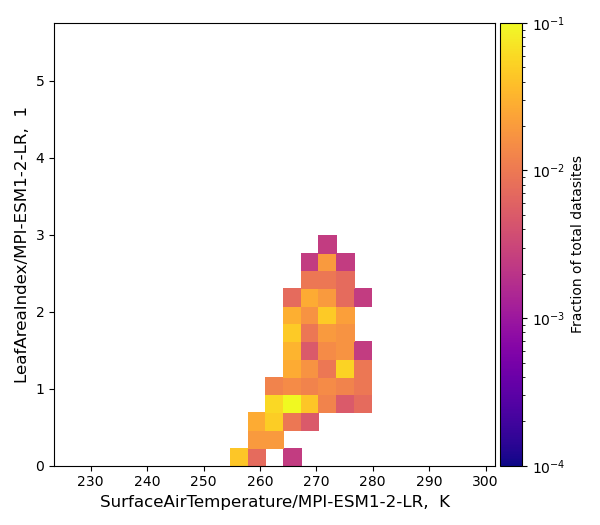 5
4
3
2
1
0
LeafAreaIndex/MPI-ESM1-2-LR,  1
230 240 250 260 270 280 290 300
SurfaceAirTemperature/MPI-ESM1-2-LR,  K
10⁻¹
10⁻²
10⁻³
10⁻⁴
Fraction of total datasites